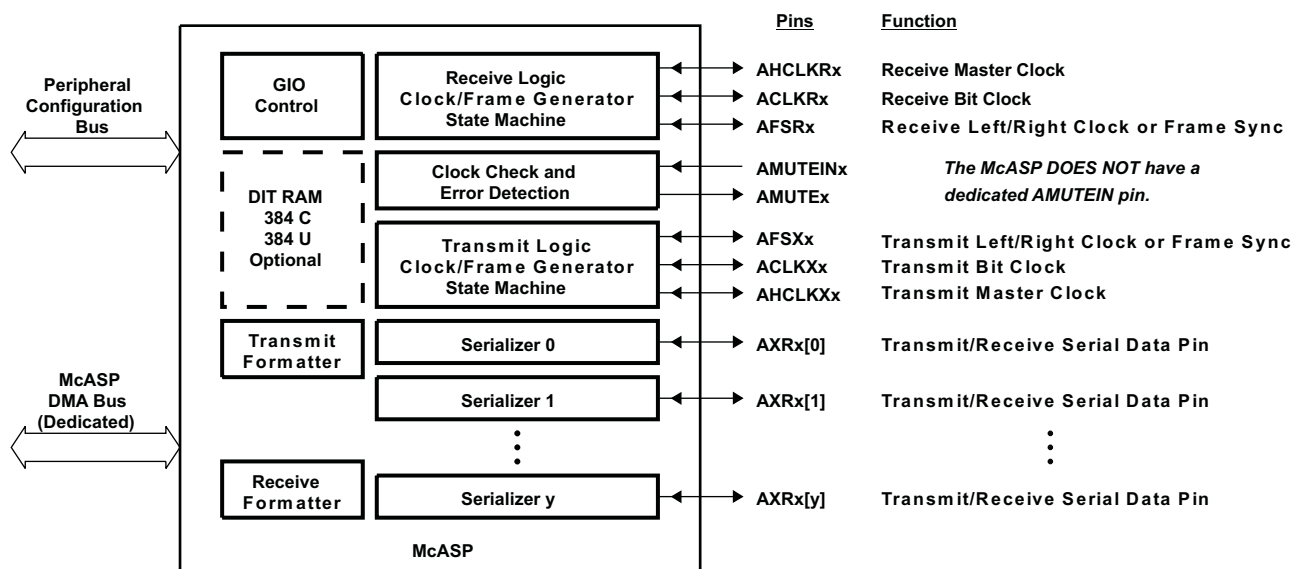 Pins Function
Peripheral
Configuration
Bus
GIO
Control
Receive Logic
Clock/Frame Generator
State Machine
AHCLKRx Receive Master Clock
ACLKRx Receive Bit Clock
AFSRx Receive Left/Right Clock or Frame Sync
DIT RAM
384 C
384 U
Optional
Clock Check and
Error Detection
AMUTEINx
AMUTEx
The McASP DOES NOT have a
dedicated AMUTEIN pin.
Transmit Logic
Clock/Frame Generator
State Machine
AFSXx Transmit Left/Right Clock or Frame Sync
ACLKXx Transmit Bit Clock
AHCLKXx Transmit Master Clock
Transmit
Formatter
Serializer 0
AXRx[0] Transmit/Receive Serial Data Pin
McASP
DMA Bus
(Dedicated)
Serializer 1
AXRx[1] Transmit/Receive Serial Data Pin
Receive
Formatter
Serializer y
AXRx[y] Transmit/Receive Serial Data Pin
McASP